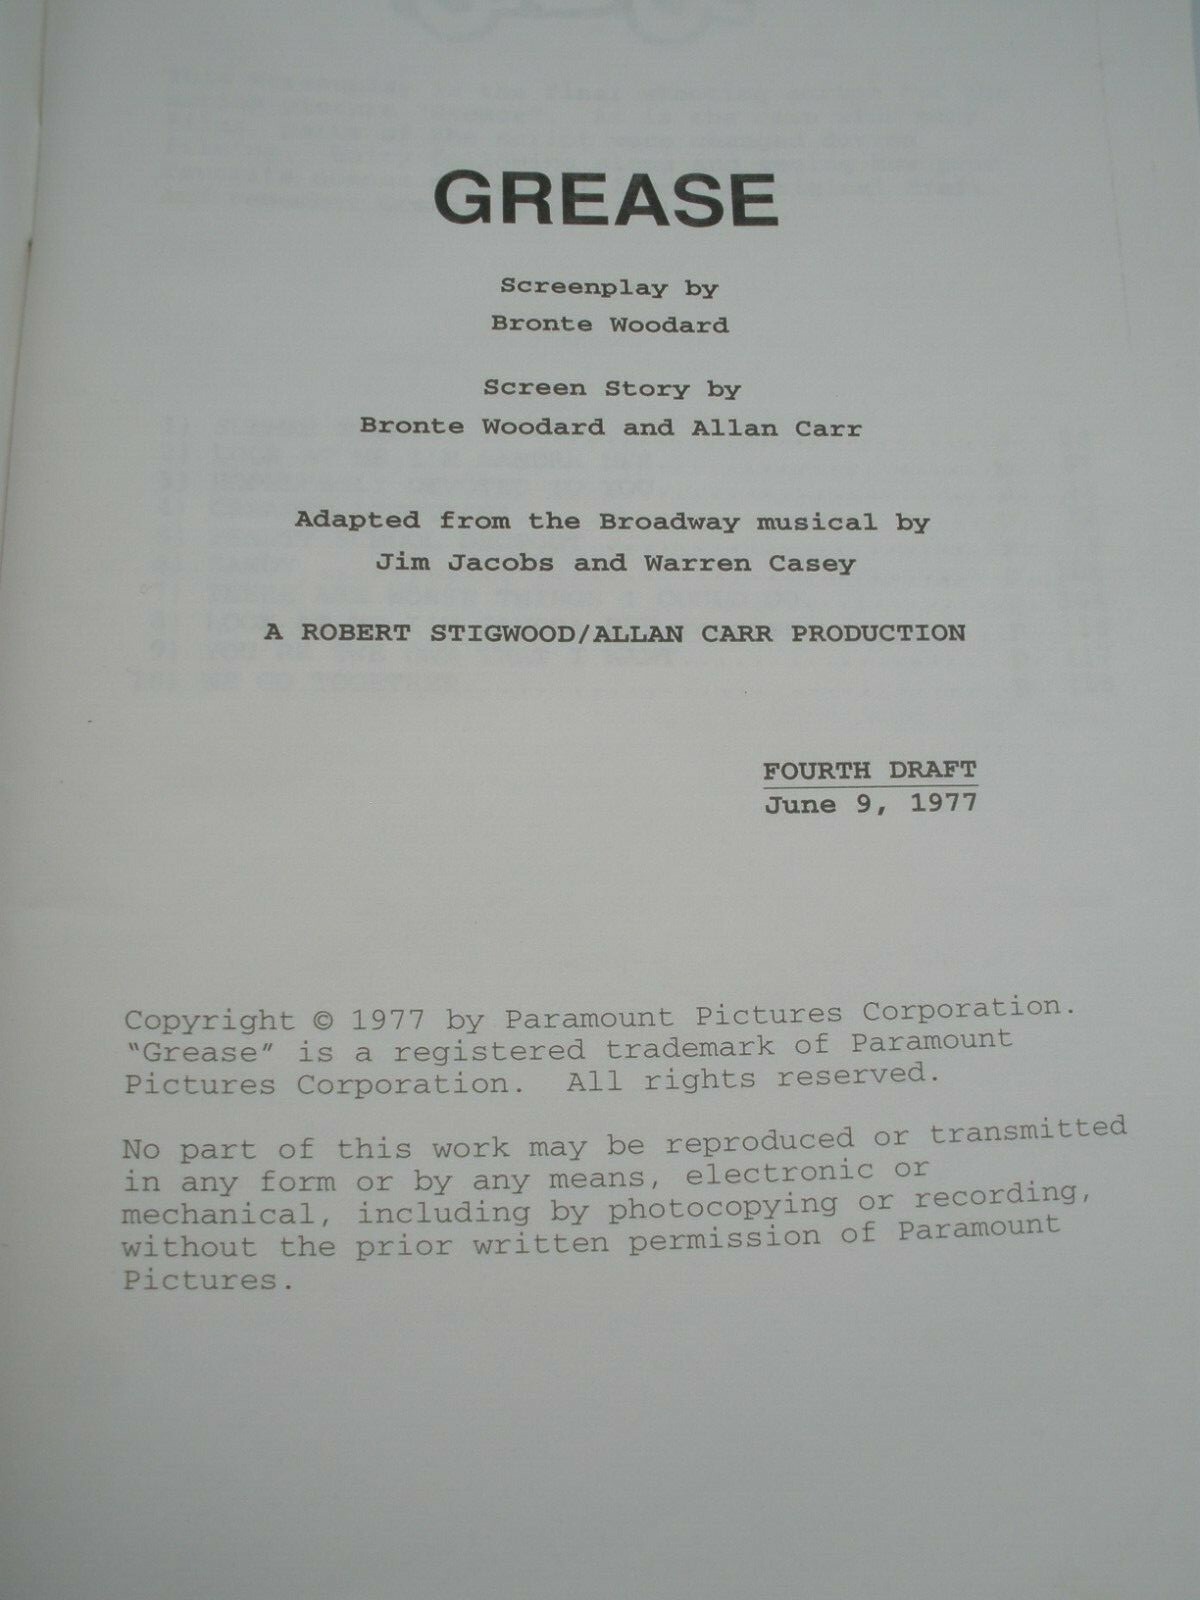 GREASE
Screenplay by
Bronte Woodard
Screen Story by
Bronte Woodard and Allan Carr
Adapted from the Broadway musical by
Jim Jacobs and Warren Casey
A ROBERT STIGWOOD/ALLAN CARR PRODUCTION
FOURTH DRAFT
June 9, 1977
Copyright © 1977 by Paramount Pictures Corporation.
“Grease” is a registered trademark of Paramount
Pictures Corporation. All rights reserved.
No part of this work may be reproduced or transmitted
in any form or by any means, electronic or
mechanical, including by photocopying or recording,
without the prior written permission of Paramount
Pictures.